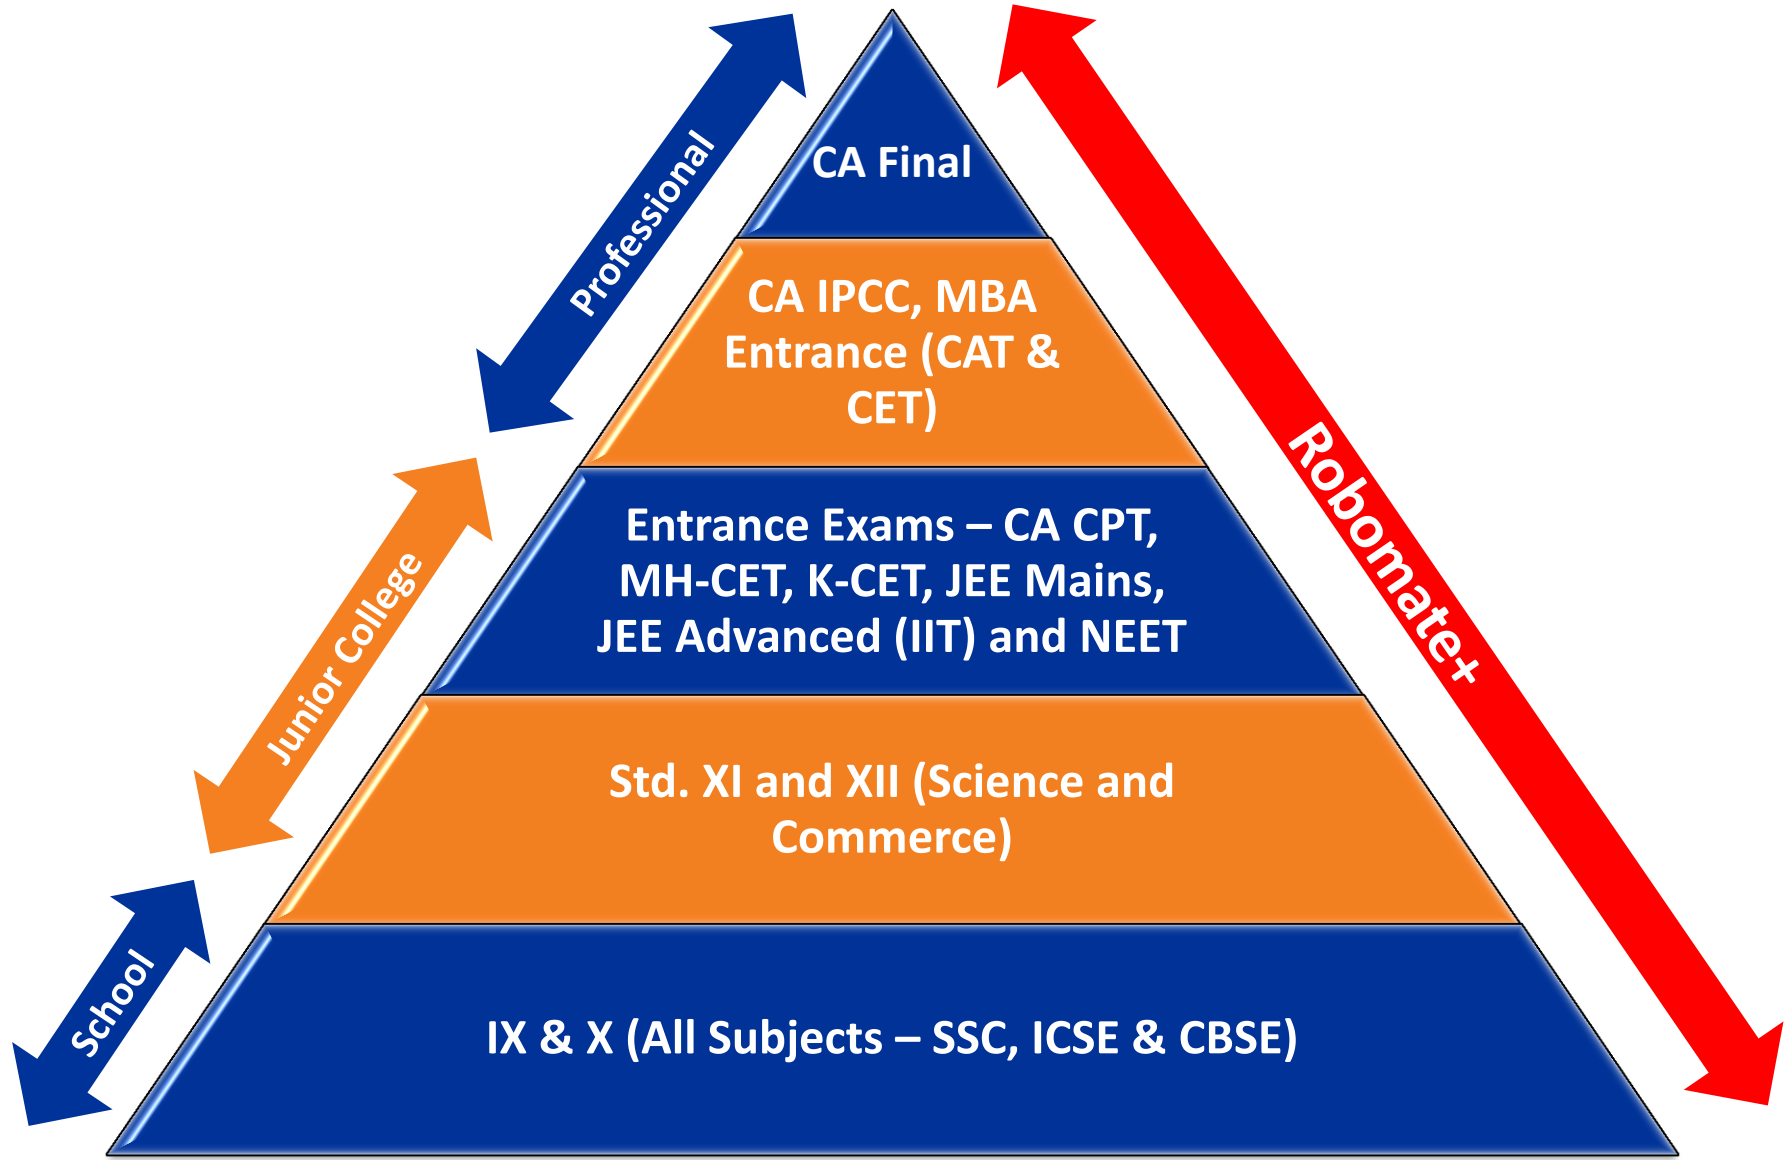 CA Final
CA IPCC, MBA
Entrance (CAT &
CET)
Entrance Exams – CA CPT,
MH-CET, K-CET, JEE Mains,
JEE Advanced (IIT) and NEET
Std. XI and XII (Science and
Commerce)
IX & X (All Subjects – SSC, ICSE & CBSE)
Professional
Junior College
School
Robomate+